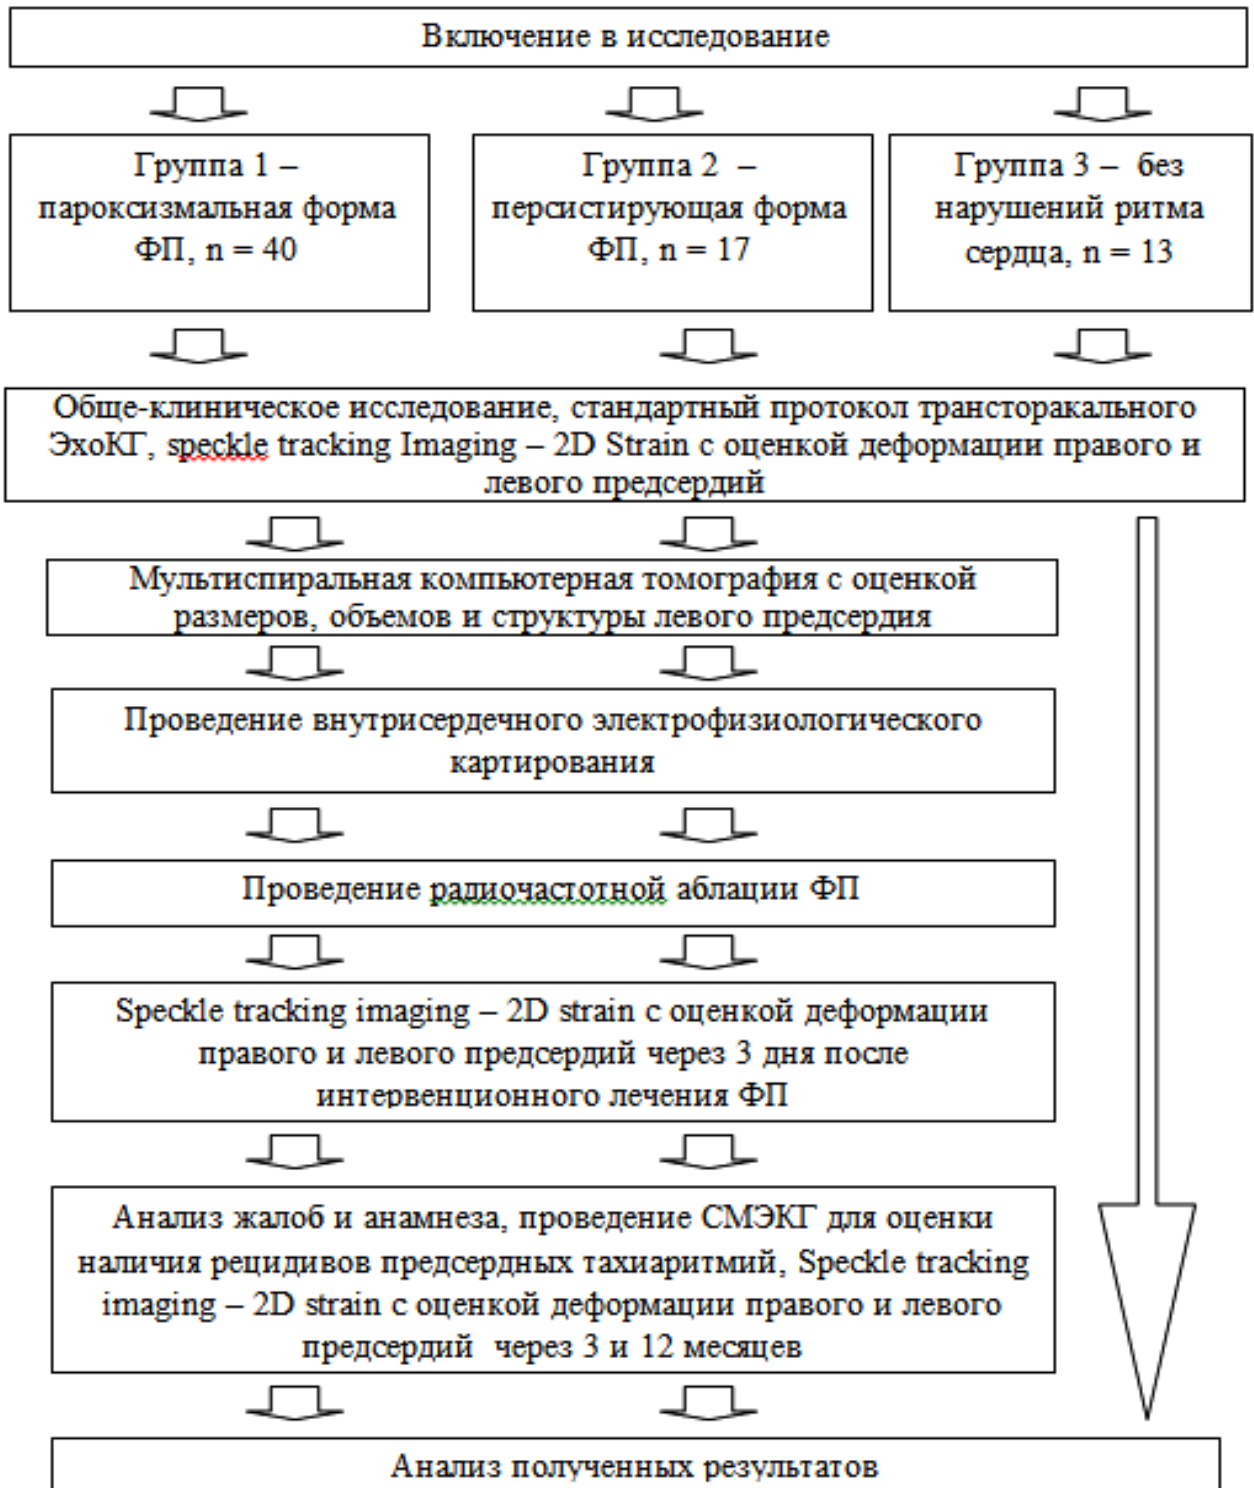 Включение в исследование
Группа 1 –
пароксизмальная форма
ФП, n = 40
Группа 2 –
персистирующая форма
ФП, n = 17
Группа 3 – без
нарушений ритма
сердца, n = 13
Обще-клиническое исследование, стандартный протокол трансторакального
ЭхоКГ, speckle tracking Imaging – 2D Strain с оценкой деформации правого и
левого предсердий
Мультиспиральная компьютерная томография с оценкой
размеров, объемов и структуры левого предсердия
Проведение внутрисердечного электрофизиологического
картирования
Проведение радиочастотной аблации ФП
Speckle tracking imaging – 2D strain с оценкой деформации
правого и левого предсердий через 3 дня после
интервенционного лечения ФП
Анализ жалоб и анамнеза, проведение СМЭКГ для оценки
наличия рецидивов предсердных тахиаритмий, Speckle tracking
imaging – 2D strain с оценкой деформации правого и левого
предсердий через 3 и 12 месяцев
Анализ полученных результатов